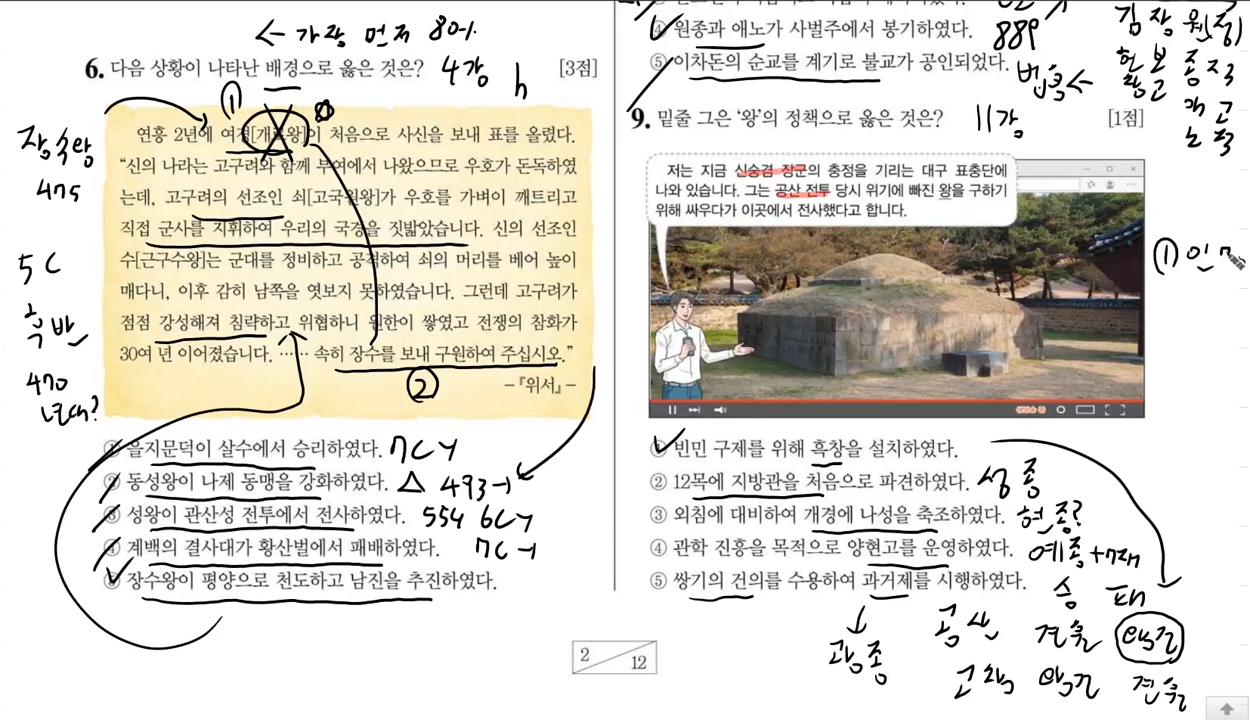 ← 가장 먼저 80%
6. 다음 상황이 나타난 배경으로 옳은 것은? 4강 [3점]
①
연흥 2년에 여경[개로왕]이 처음으로 사신을 보내 표를 올렸다.
“신의 나라는 고구려와 함께 부여에서 나왔으므로 우호가 돈독하였
는데, 고구려의 선조인 쇠[고국원왕]가 우호를 가벼이 깨트리고
직접 군사를 지휘하여 우리의 국경을 짓밟았습니다. 신의 선조인
수[근구수왕]는 군대를 정비하고 공격하여 쇠의 머리를 베어 높이
매다니, 이후 감히 남쪽을 엿보지 못하였습니다. 그런데 고구려가
점점 강성해져 침략하고 위협하니 원한이 쌓였고 전쟁의 참화가
30여 년 이어졌습니다. …… 속히 장수를 보내 구원하여 주십시오.”
②
－『위서』－
장수왕
475
5C
후반
470
년대?
① 을지문덕이 살수에서 승리하였다. 7C
② 동성왕이 나제 동맹을 강화하였다. △ 493
③ 성왕이 관산성 전투에서 전사하였다. 554 6C
④ 계백의 결사대가 황산벌에서 패배하였다. 7C
⑤ 장수왕이 평양으로 천도하고 남진을 추진하였다.
④ 원종과 애노가 사벌주에서 봉기하였다. 889
⑤ 이차돈의 순교를 계기로 불교가 공인되었다. 법흥←
9. 밑줄 그은 ‘왕’의 정책으로 옳은 것은? 11강 [1점]
저는 지금 신숭겸 장군의 충정을 기리는 대구 표충단에
나와 있습니다. 그는 공산 전투 당시 위기에 빠진 왕을 구하기
위해 싸우다가 이곳에서 전사했다고 합니다.
① 빈민 구제를 위해 흑창을 설치하였다.
② 12목에 지방관을 처음으로 파견하였다. 성종
③ 외침에 대비하여 개경에 나성을 축조하였다. 현종?
④ 관학 진흥을 목적으로 양현고를 운영하였다. 예종+7재
⑤ 쌍기의 건의를 수용하여 과거제를 시행하였다.
↓
광종
승 패
공산 견훤 왕건
고창 왕건 견훤
2
12